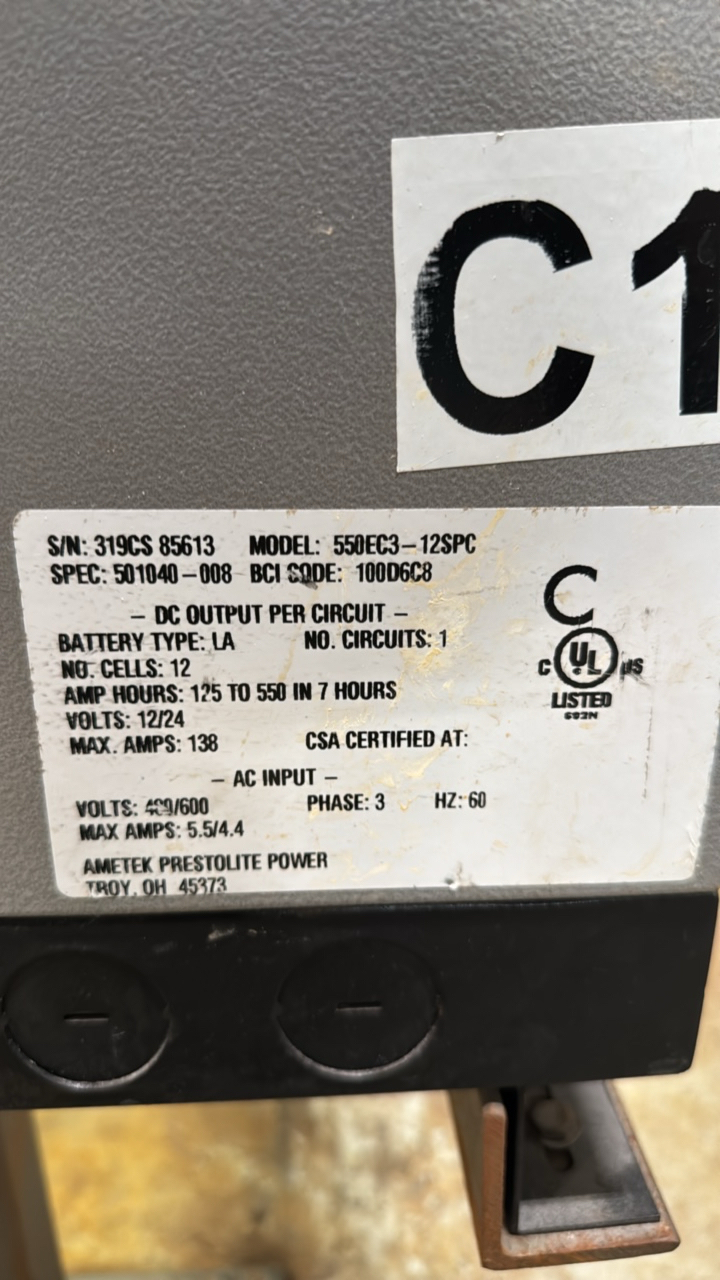 C1
S/N: 319CS 85613 MODEL: 550EC3-12SPC
SPEC: 501040-008 BCI CODE: 100D6C8
- DC OUTPUT PER CIRCUIT -
BATTERY TYPE: LA NO. CIRCUITS: 1
NO. CELLS: 12
AMP HOURS: 125 TO 550 IN 7 HOURS
VOLTS: 12/24
MAX. AMPS: 138 CSA CERTIFIED AT:
C
C UL US
LISTED
- AC INPUT -
VOLTS: /600 PHASE: 3 HZ: 60
MAX AMPS: 5.5/4.4
AMETEK PRESTOLITE POWER
TROY, OH 45373